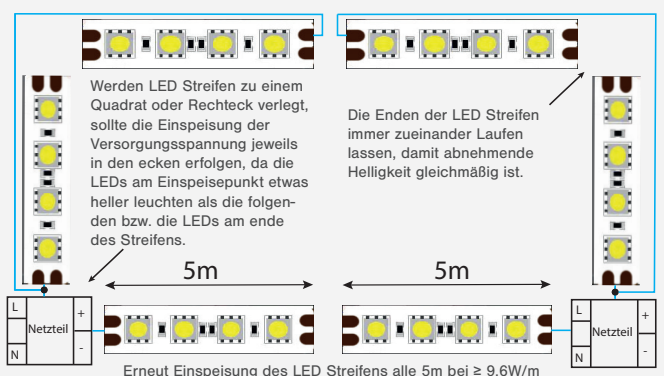 Werden LED Streifen zu einem
Quadrat oder Rechteck verlegt,
sollte die Einspeisung der
Versorgungsspannung jeweils
in den ecken erfolgen, da die
LEDs am Einspeisepunkt etwas
heller leuchten als die folgen-
den bzw. die LEDs am ende
des Streifens.
Die Enden der LED Streifen
immer zueinander Laufen
lassen, damit abnehmende
Helligkeit gleichmäßig ist.
5m
5m
L
N
Netzteil
+
-
L
N
Netzteil
+
-
Erneut Einspeisung des LED Streifens alle 5m bei ≥ 9.6W/m